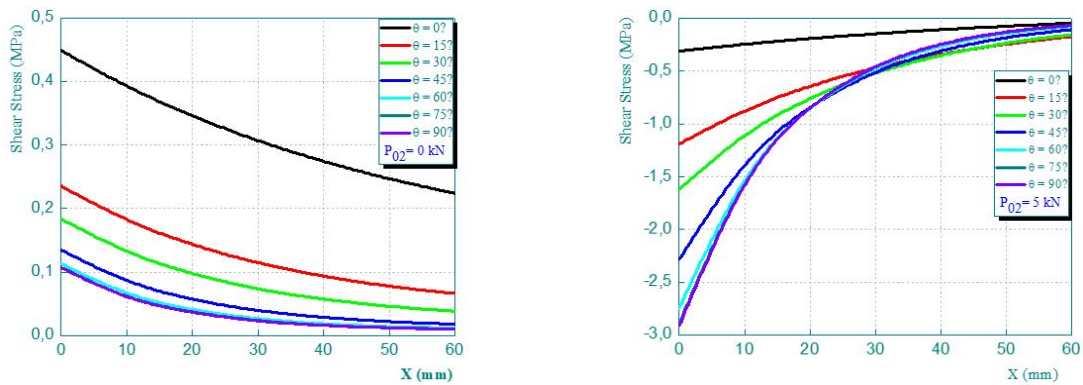 0,5
0,4
0,3
0,2
0,1
0,0
Shear Stress (MPa)
0 10 20 30 40 50 60
X (mm)
θ = 0?
θ = 15?
θ = 30?
θ = 45?
θ = 60?
θ = 75?
θ = 90?
P02= 0 kN
0,0
-0,5
-1,0
-1,5
-2,0
-2,5
-3,0
Shear Stress (MPa)
0 10 20 30 40 50 60
X (mm)
θ = 0?
θ = 15?
θ = 30?
θ = 45?
θ = 60?
θ = 75?
θ = 90?
P02= 5 kN